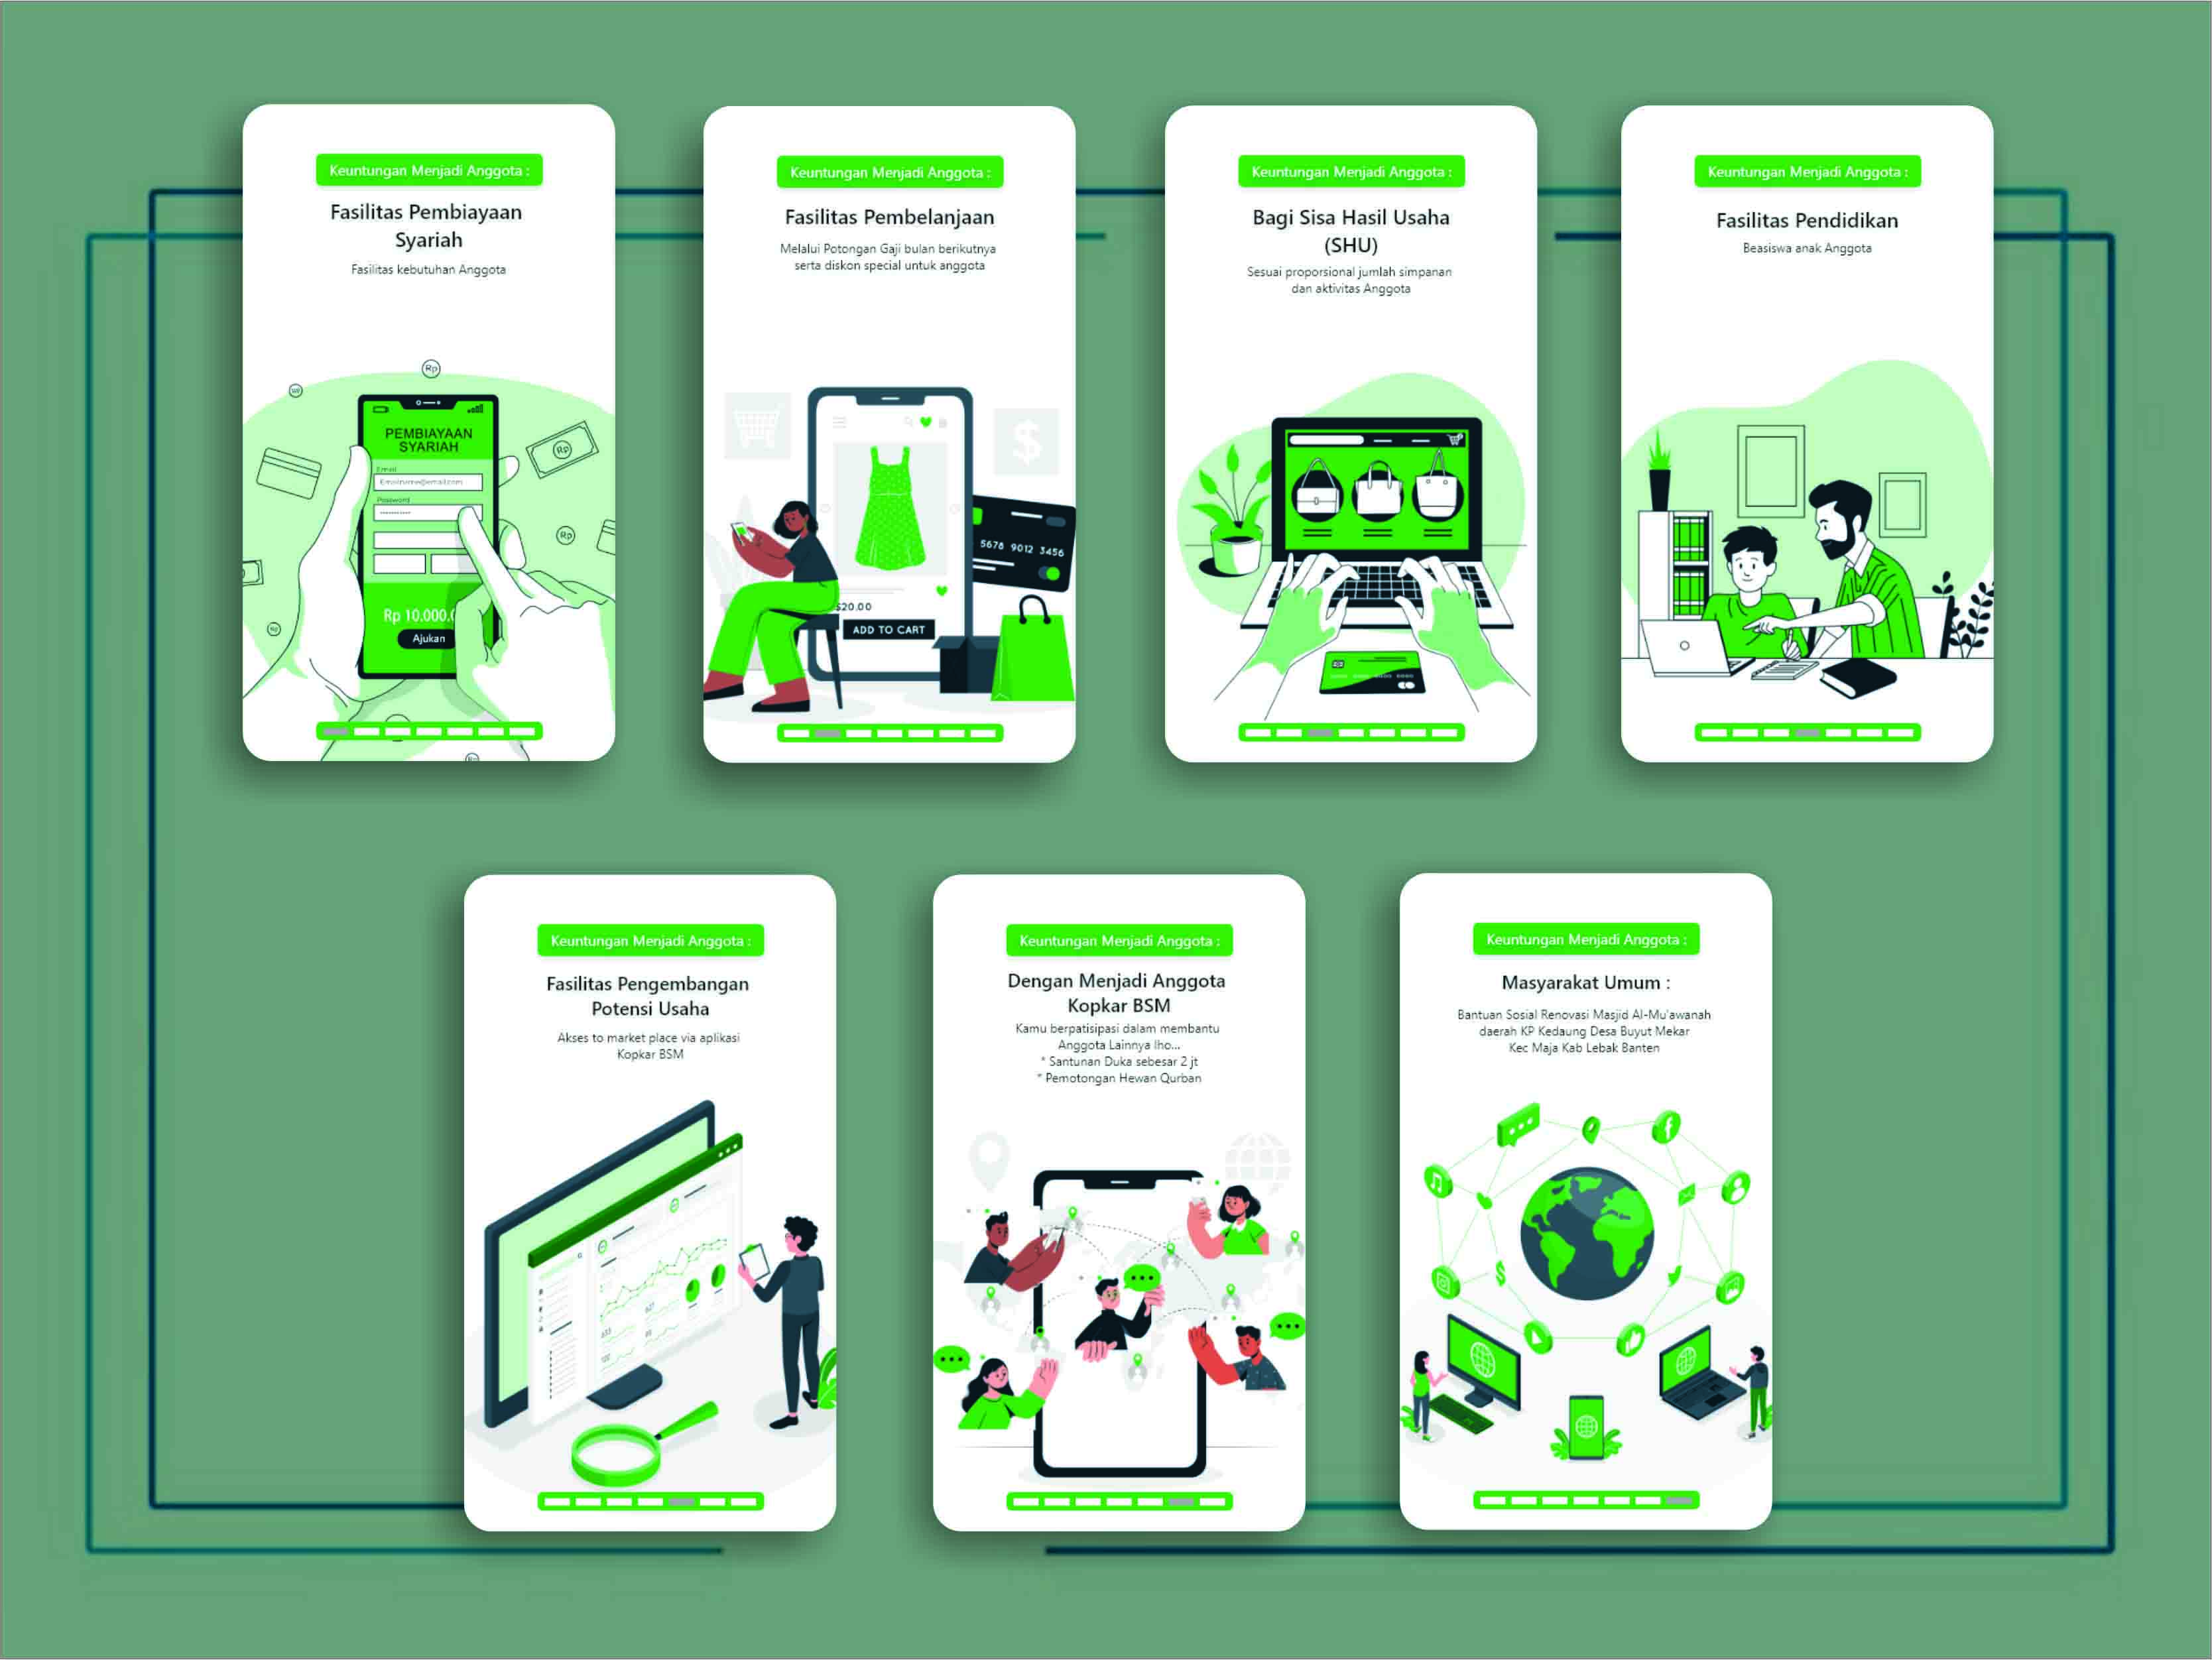 Keuntungan Menjadi Anggota :
Fasilitas Pembiayaan
Syariah
Fasilitas kebutuhan Anggota
Rp
Rp
Rp
PEMBIAYAAN
SYARIAH
Email
Password
Rp 10.000.0
Ajukan
Keuntungan Menjadi Anggota :
Fasilitas Pembelanjaan
Melalui Potongan Gaji bulan berikutnya
serta diskon special untuk anggota
$
5678 9012 3456
$20.00
ADD TO CART
Keuntungan Menjadi Anggota :
Bagi Sisa Hasil Usaha
(SHU)
Sesuai proporsional jumlah simpanan
dan aktivitas Anggota
Keuntungan Menjadi Anggota :
Fasilitas Pendidikan
Beasiswa anak Anggota
Keuntungan Menjadi Anggota :
Fasilitas Pengembangan
Potensi Usaha
Akses to market place via aplikasi
Kopkar BSM
Keuntungan Menjadi Anggota :
Dengan Menjadi Anggota
Kopkar BSM
Kamu berpatisipasi dalam membantu
Anggota Lainnya lho...
* Santunan Duka sebesar 2 jt
* Pemotongan Hewan Qurban
Keuntungan Menjadi Anggota :
Masyarakat Umum :
Bantuan Sosial Renovasi Masjid Al-Mu'awanah
daerah KP Kedaung Desa Buyut Mekar
Kec Maja Kab Lebak Banten